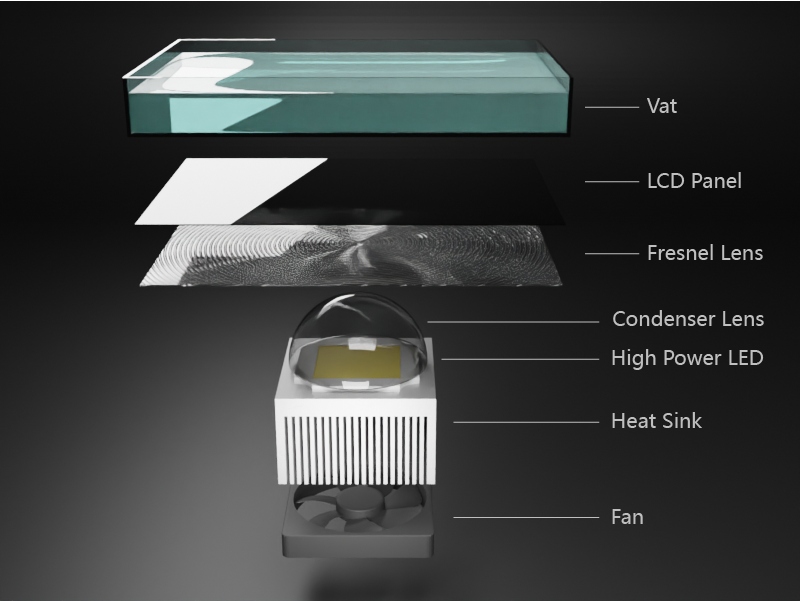 Vat
LCD Panel
Fresnel Lens
Condenser Lens
High Power LED
Heat Sink
Fan